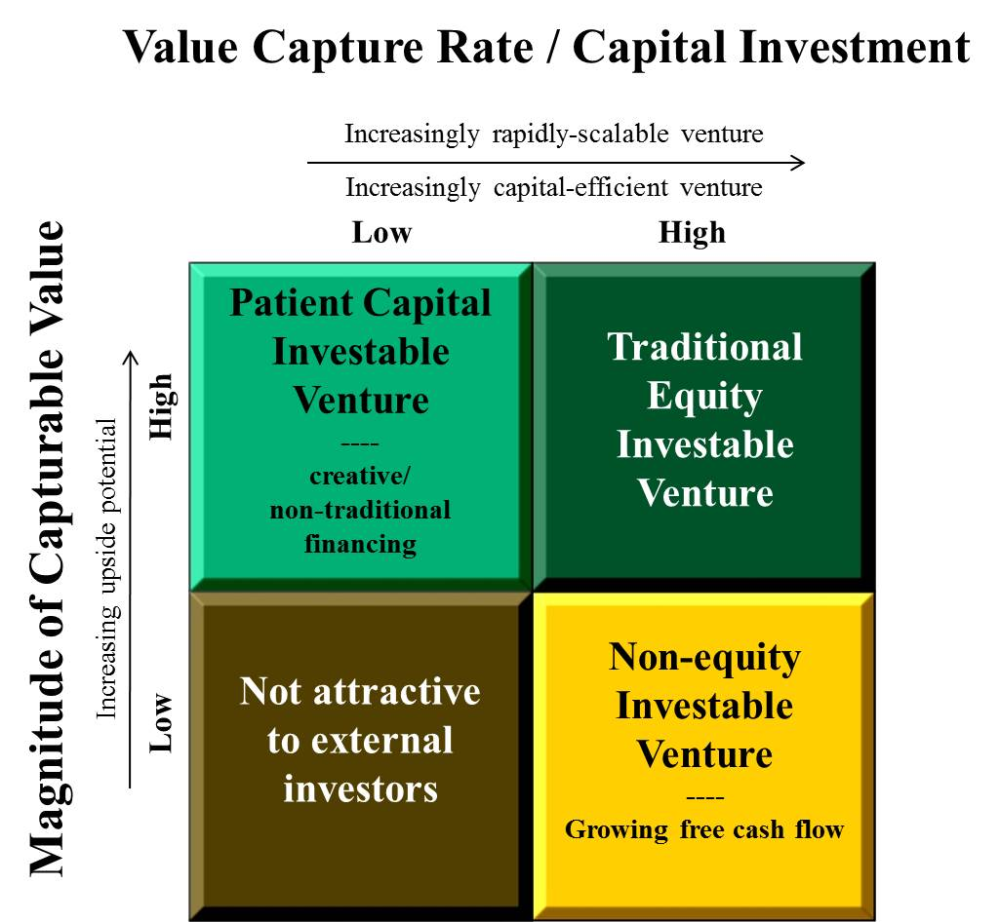 Value Capture Rate / Capital Investment
Increasingly rapidly-scalable venture
Increasingly capital-efficient venture
Low
High
Magnitude of Capturable Value
Increasing upside potential
High
Low
Patient Capital
Investable
Venture
----
creative/
non-traditional
financing
Traditional
Equity
Investable
Venture
Not attractive
to external
investors
Non-equity
Investable
Venture
----
Growing free cash flow